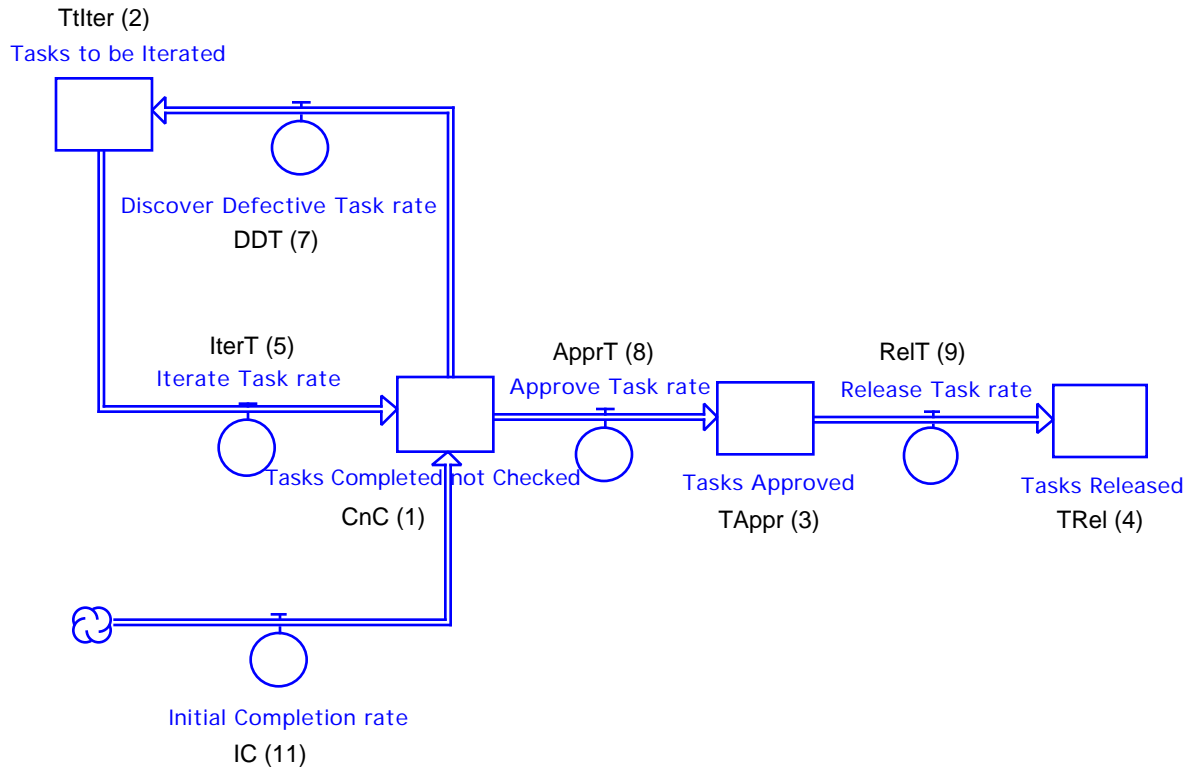 TtIter (2)
Tasks to be Iterated
Discover Defective Task rate
DDT (7)
IterT (5)
Iterate Task rate
ApprT (8)
Approve Task rate
RelT (9)
Release Task rate
Tasks Completed not Checked
CnC (1)
Tasks Approved
TAppr (3)
Tasks Released
TRel (4)
Initial Completion rate
IC (11)